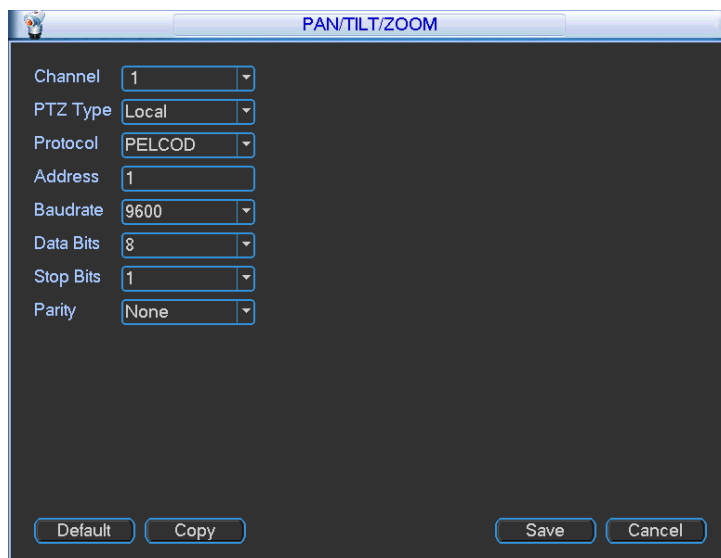 PAN/TILT/ZOOM
Channel 1
PTZ Type Local
Protocol PELCOD
Address 1
Baudrate 9600
Data Bits 8
Stop Bits 1
Parity None
Default Copy Save Cancel